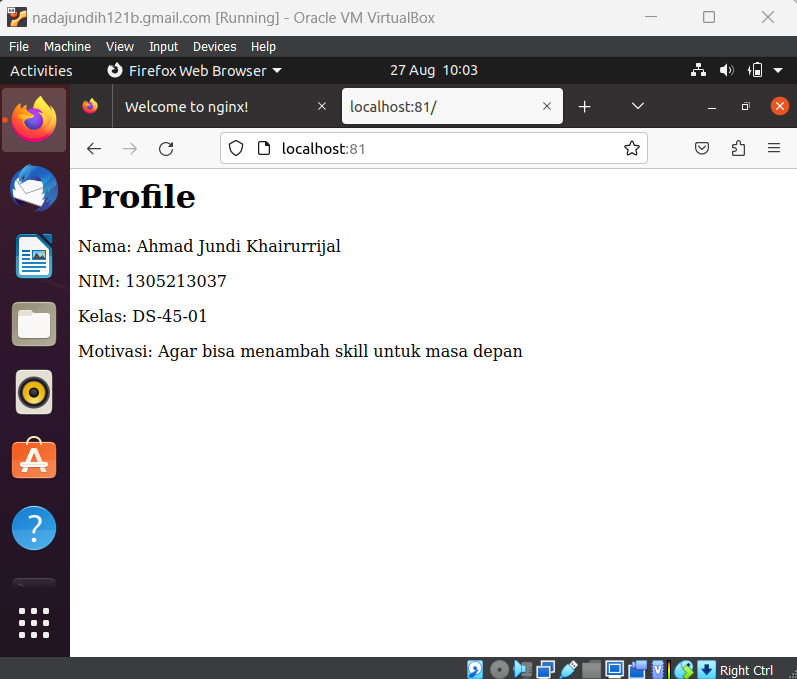 nadajundih121b.gmail.com [Running] - Oracle VM VirtualBox
File Machine View Input Devices Help
Activities Firefox Web Browser 27 Aug 10:03
Welcome to nginx! localhost:81/
localhost:81
Profile
Nama: Ahmad Jundi Khairurrijal
NIM: 1305213037
Kelas: DS-45-01
Motivasi: Agar bisa menambah skill untuk masa depan
Right Ctrl